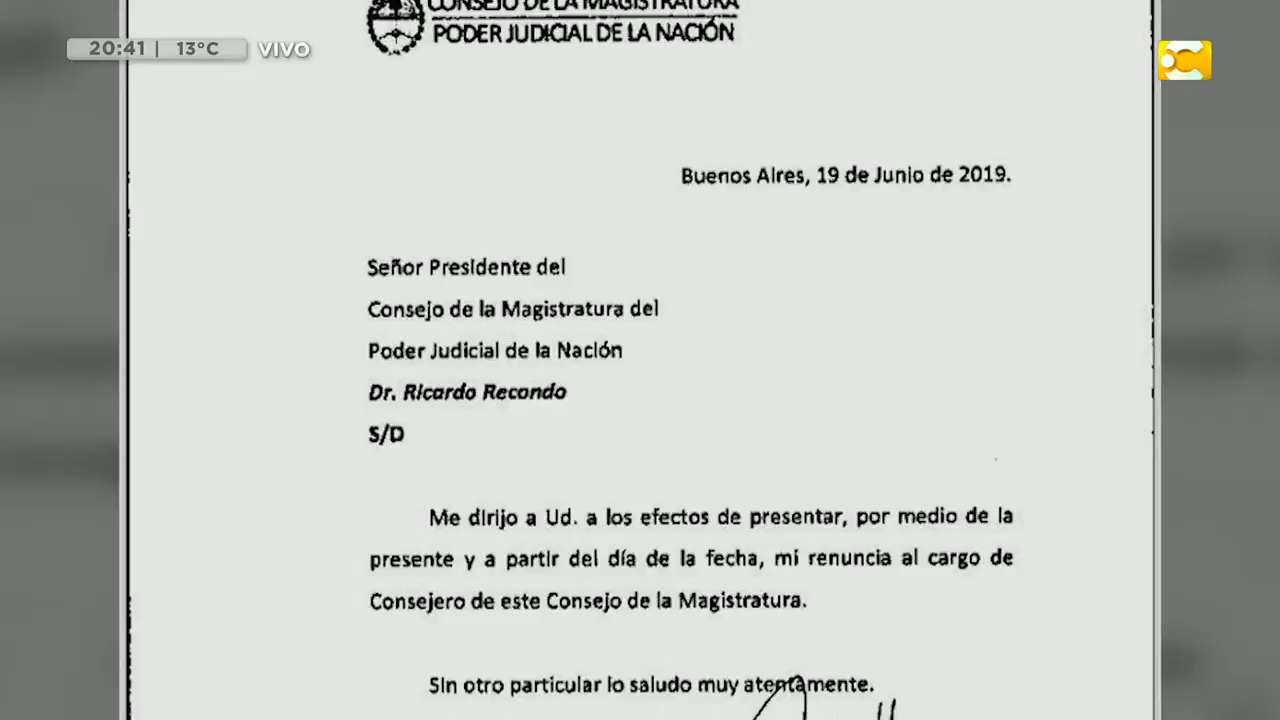 CONSEJO DE LA MAGISTRATURA
PODER JUDICIAL DE LA NACIÓN
20:41 | 13°C VIVO
Buenos Aires, 19 de Junio de 2019.
Señor Presidente del
Consejo de la Magistratura del
Poder Judicial de la Nación
Dr. Ricardo Recondo
S/D
Me dirijo a Ud. a los efectos de presentar, por medio de la
presente y a partir del día de la fecha, mi renuncia al cargo de
Consejero de este Consejo de la Magistratura.
Sin otro particular lo saludo muy atentamente.